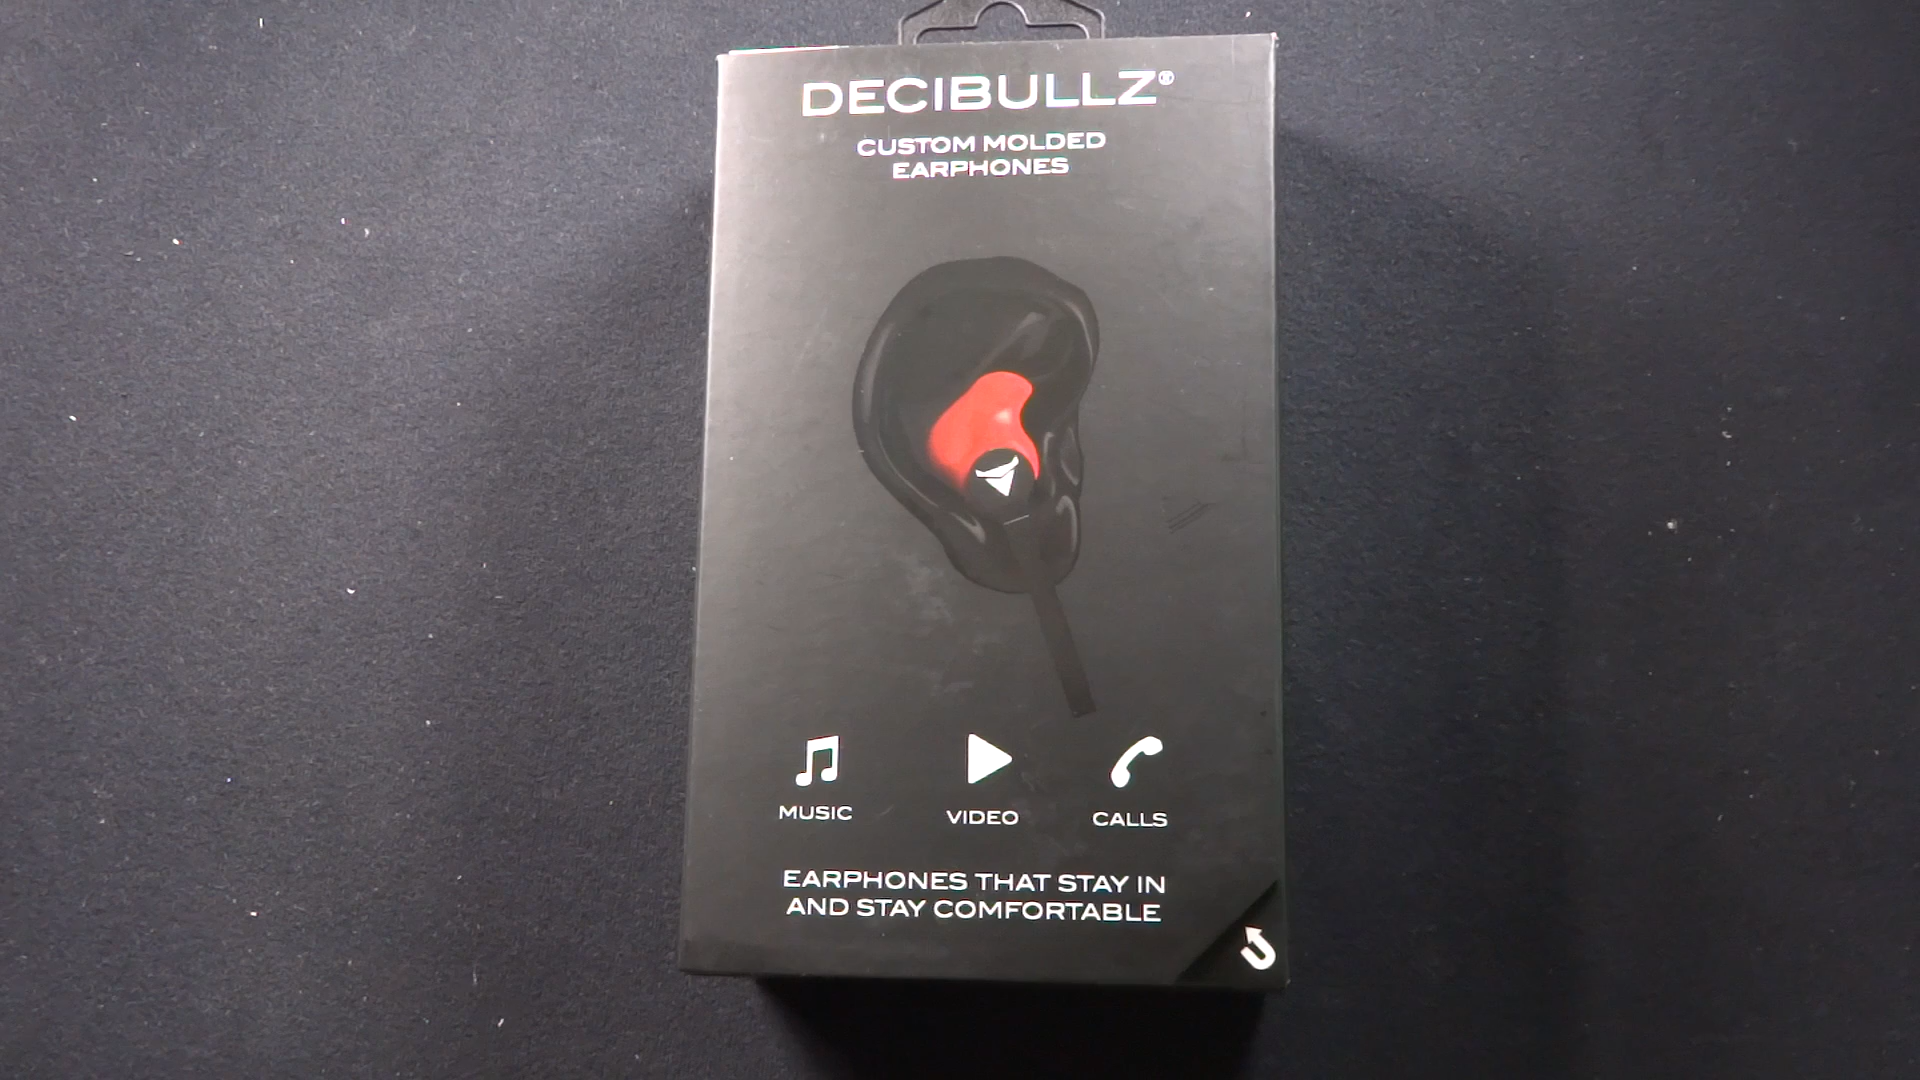 DECIBULLZ®
CUSTOM MOLDED
EARPHONES
MUSIC
VIDEO
CALLS
EARPHONES THAT STAY IN
AND STAY COMFORTABLE